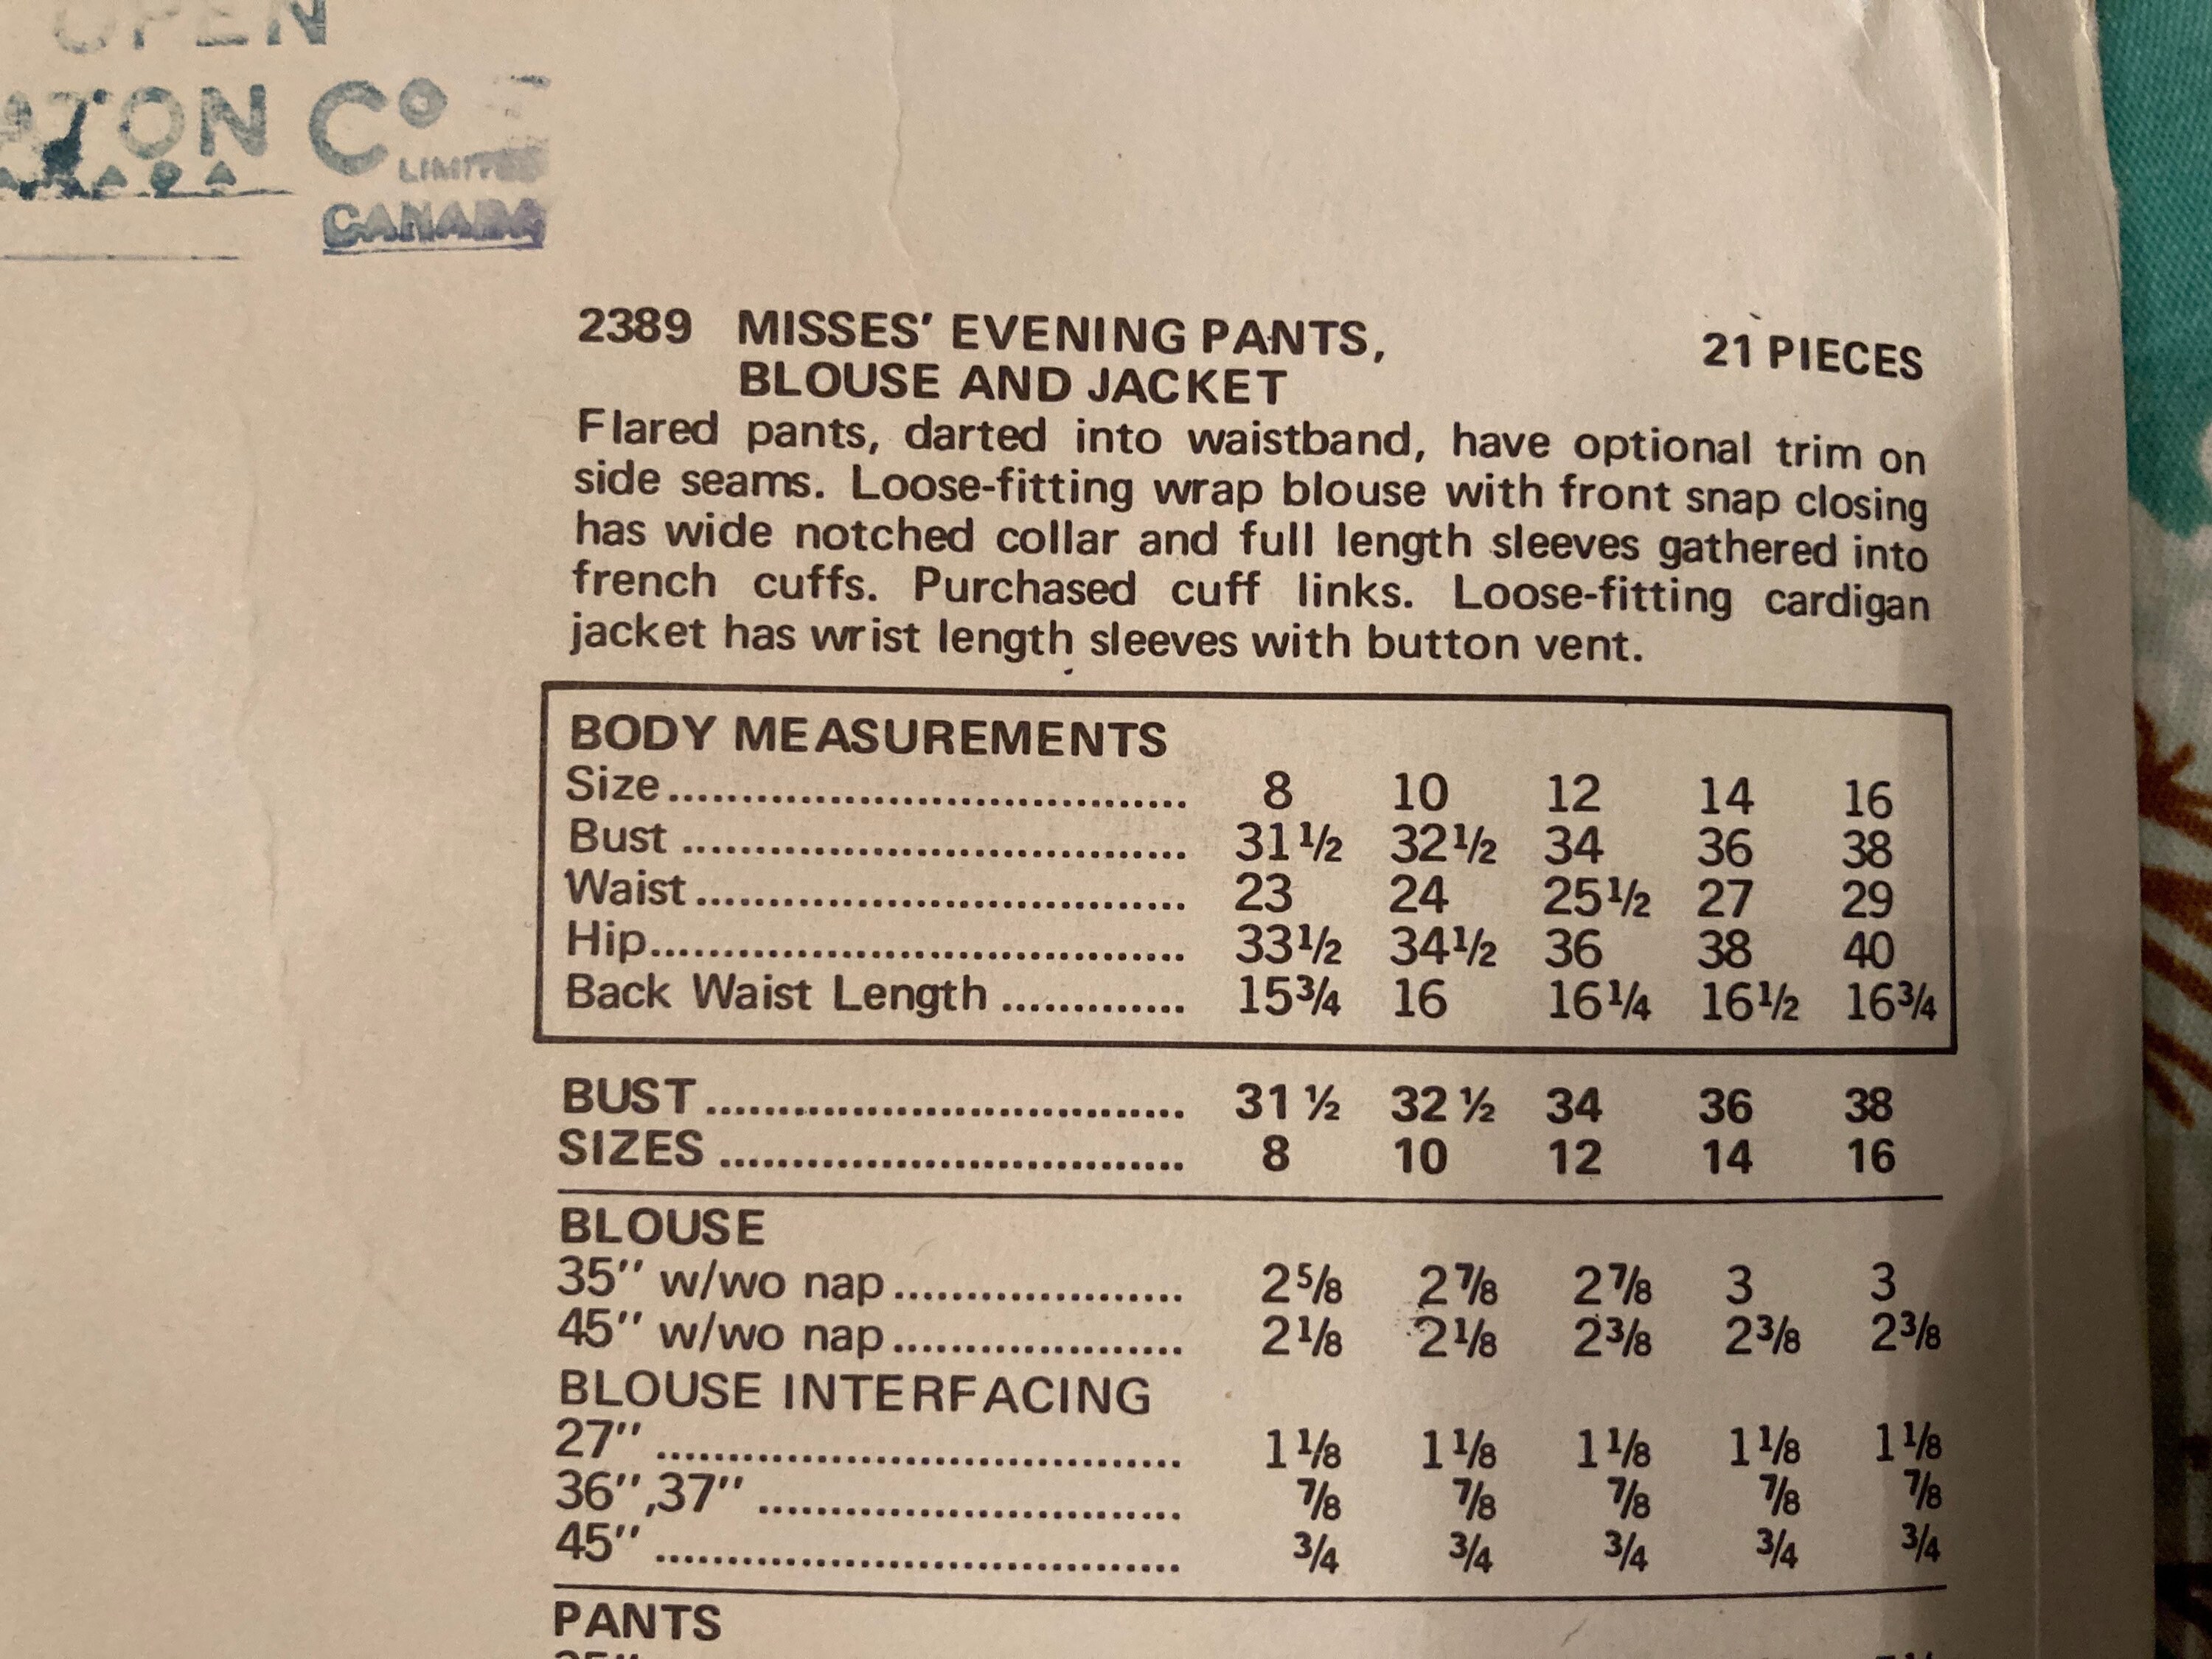 OPEN
TON Co
LIMITED
CANADA
2389 MISSES' EVENING PANTS, 21 PIECES
BLOUSE AND JACKET
Flared pants, darted into waistband, have optional trim on
side seams. Loose-fitting wrap blouse with front snap closing
has wide notched collar and full length sleeves gathered into
french cuffs. Purchased cuff links. Loose-fitting cardigan
jacket has wrist length sleeves with button vent.
BODY MEASUREMENTS
Size 8 10 12 14 16
Bust 31½ 32½ 34 36 38
Waist 23 24 25½ 27 29
Hip 33½ 34½ 36 38 40
Back Waist Length 15¾ 16 16¼ 16½ 16¾
BUST 31 ½ 32 ½ 34 36 38
SIZES 8 10 12 14 16
BLOUSE
35" w/wo nap 2⅝ 2⅞ 2⅞ 3 3
45" w/wo nap 2⅛ 2⅛ 2⅜ 2⅜ 2⅜
BLOUSE INTERFACING
27" 1⅛ 1⅛ 1⅛ 1⅛ 1⅛
36",37" ⅞ ⅞ ⅞ ⅞ ⅞
45" ¾ ¾ ¾ ¾ ¾
PANTS